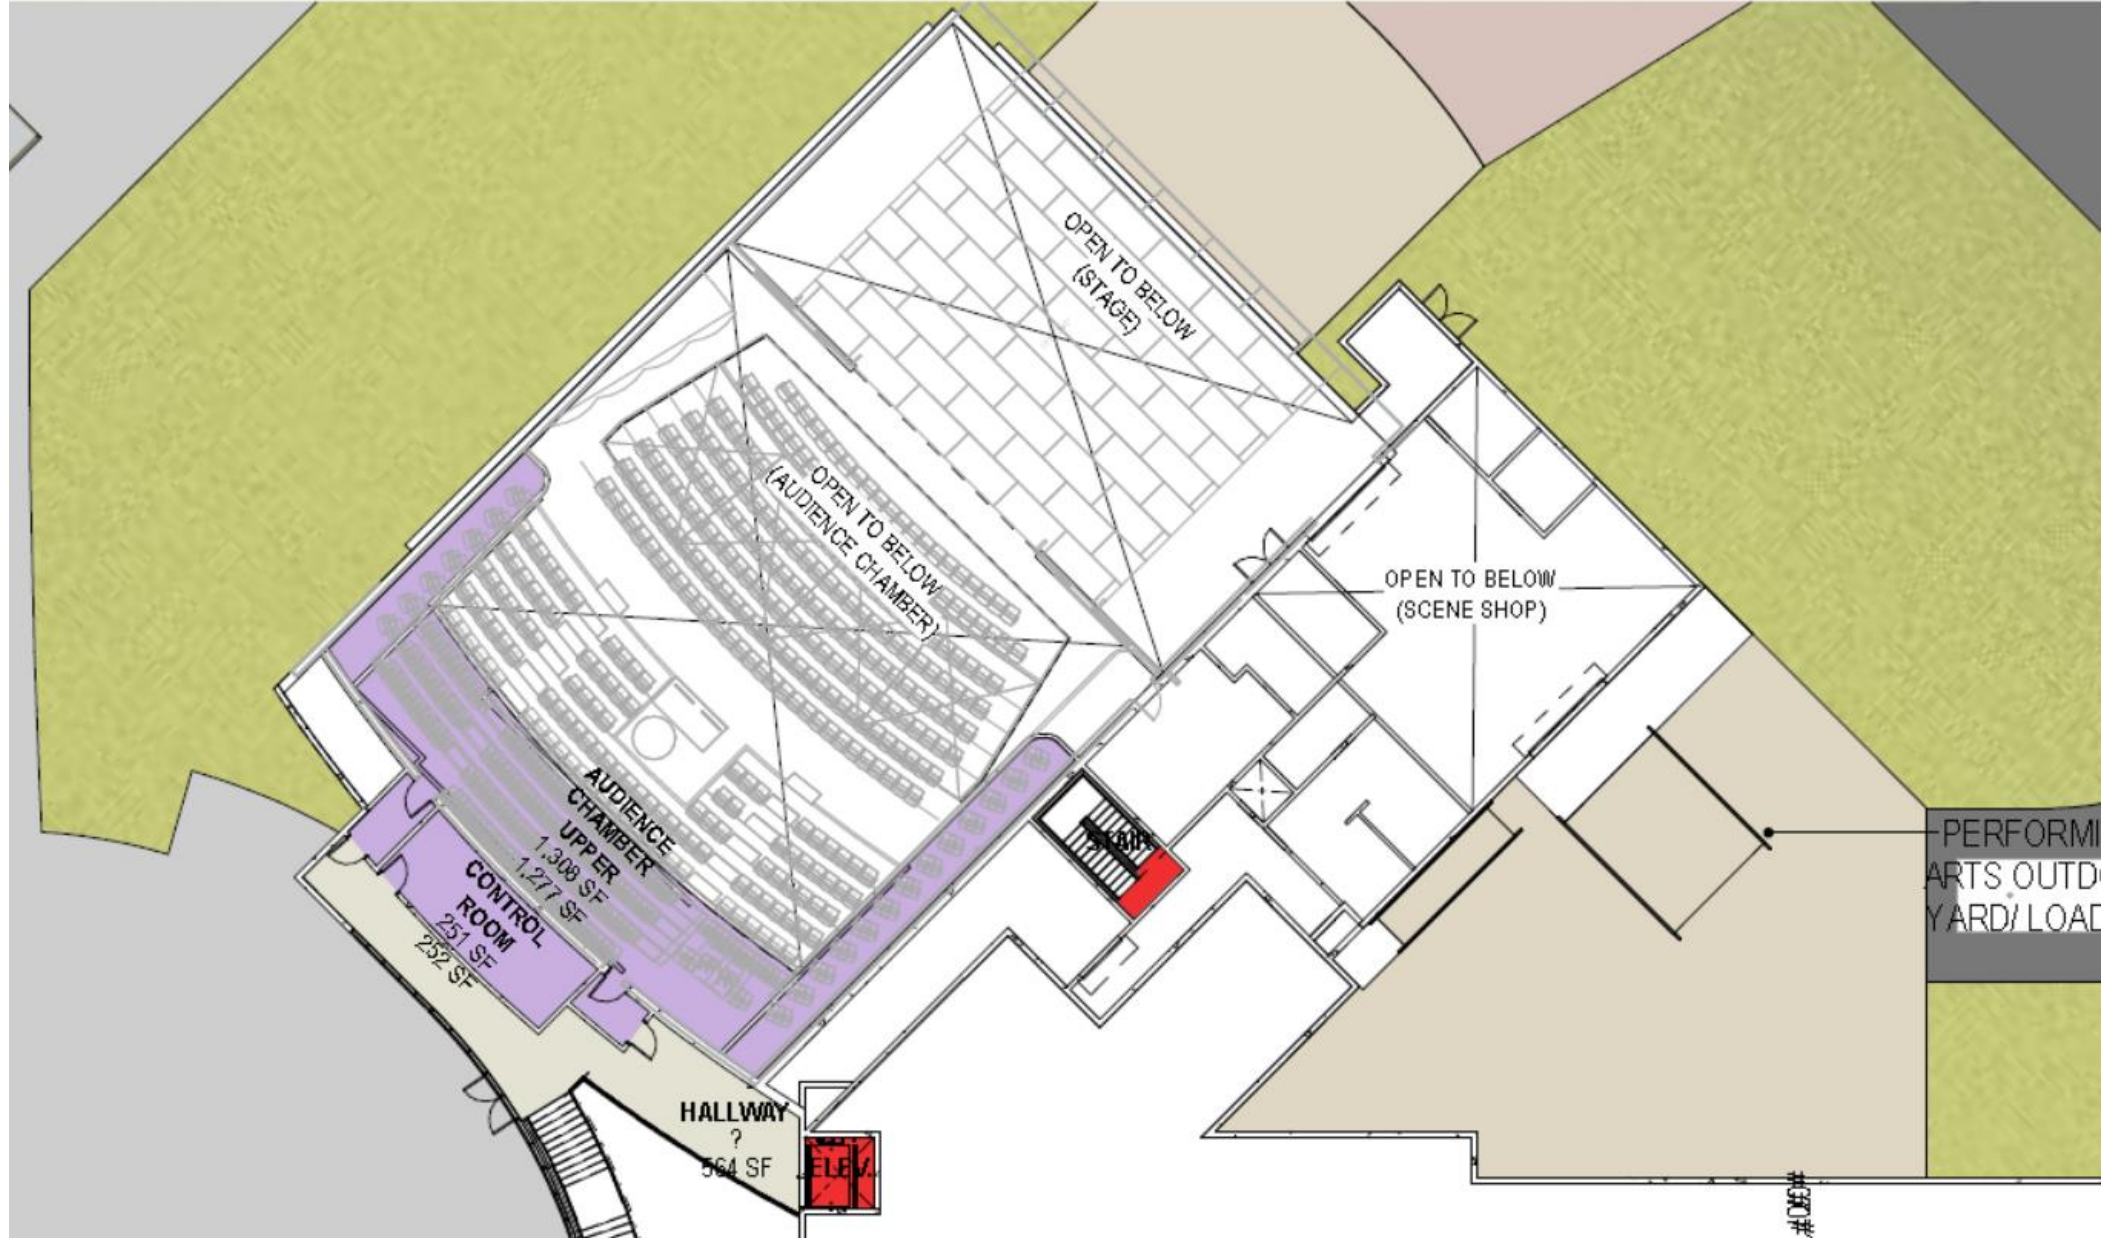 OPEN TO BELOW
(STAGE)
OPEN TO BELOW
(AUDIENCE CHAMBER)
OPEN TO BELOW
(SCENE SHOP)
AUDIENCE
CHAMBER
UPPER
1,308 SF
1,277 SF
STAIR
CONTROL
ROOM
251 SF
252 SF
PERFORMI
ARTS OUTD
YARD/ LOAD
HALLWAY
?
564 SF
ELEV.